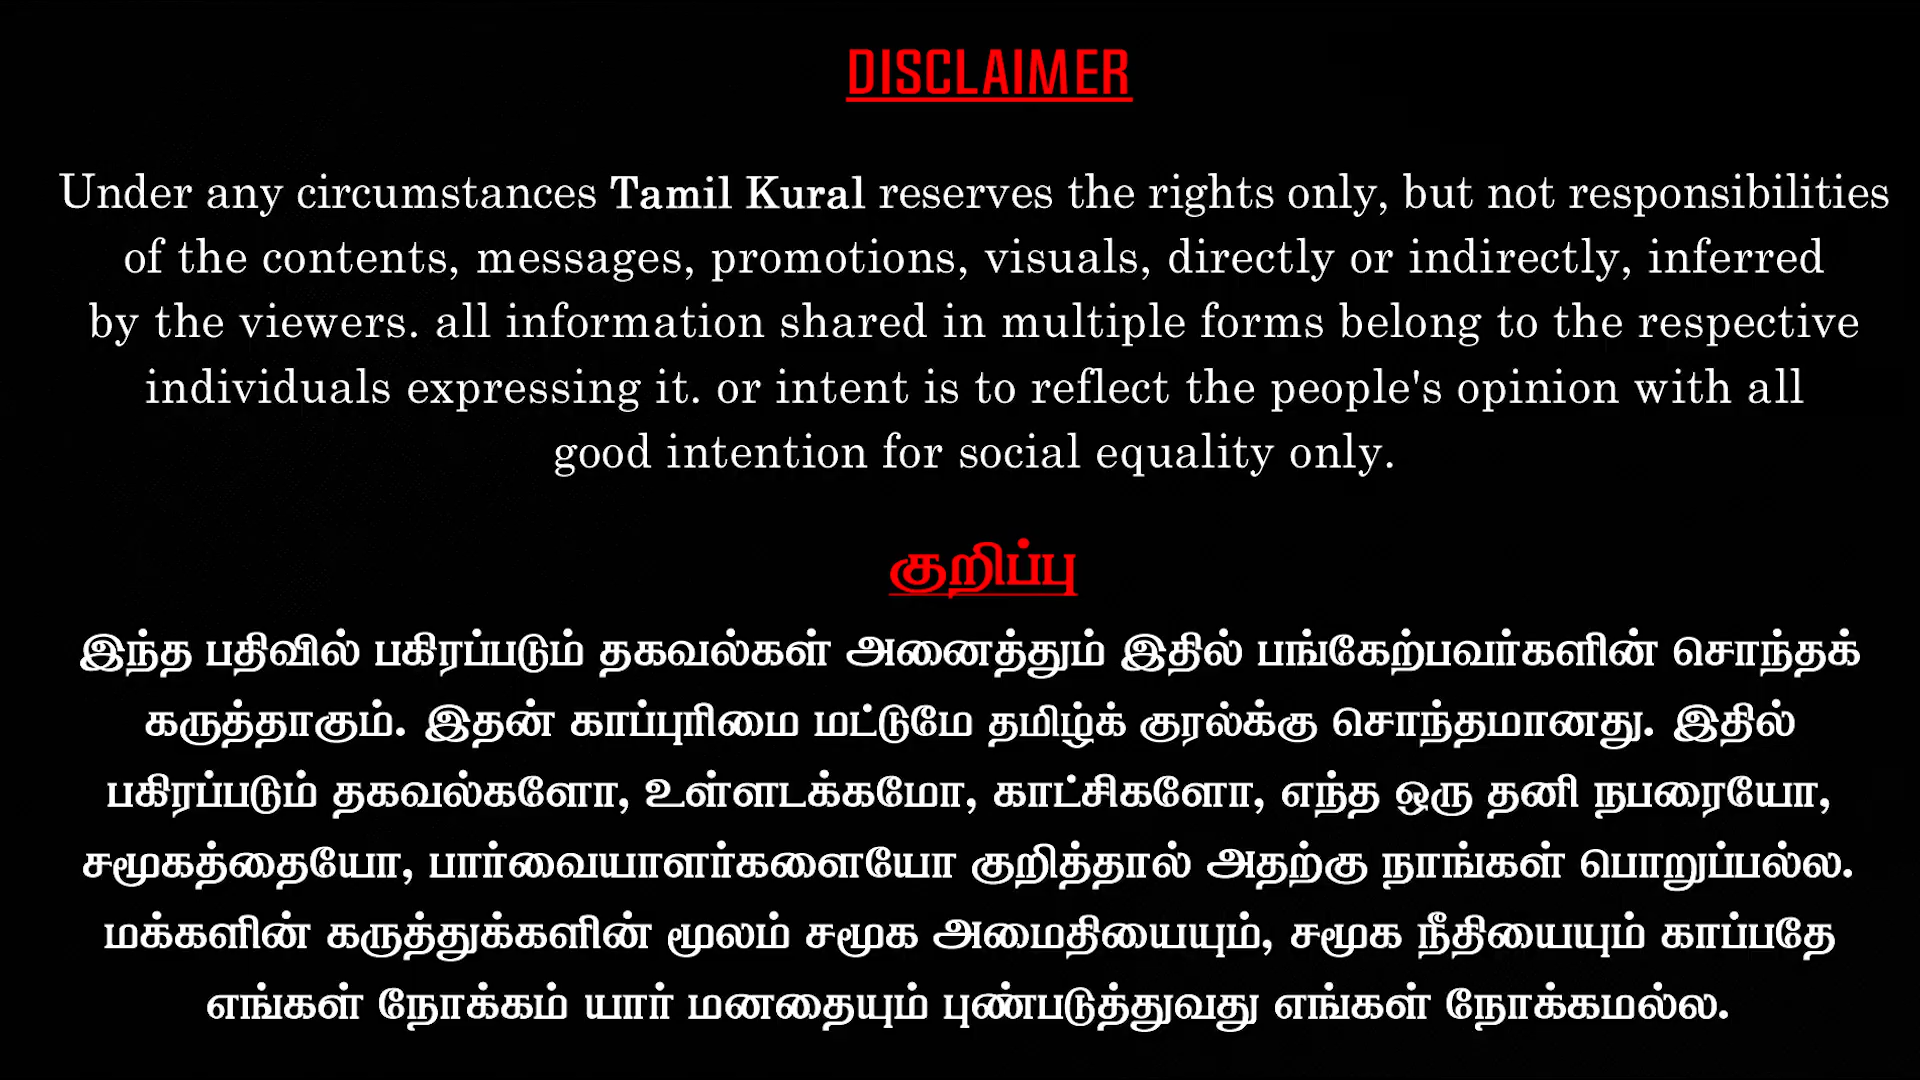 DISCLAIMER
Under any circumstances Tamil Kural reserves the rights only, but not responsibilities
of the contents, messages, promotions, visuals, directly or indirectly, inferred
by the viewers. all information shared in multiple forms belong to the respective
individuals expressing it. or intent is to reflect the people's opinion with all
good intention for social equality only.
குறிப்பு
இந்த பதிவில் பகிரப்படும் தகவல்கள் அனைத்தும் இதில் பங்கேற்பவர்களின் சொந்தக்
கருத்தாகும். இதன் காப்புரிமை மட்டுமே தமிழ்க் குரல்க்கு சொந்தமானது. இதில்
பகிரப்படும் தகவல்களோ, உள்ளடக்கமோ, காட்சிகளோ, எந்த ஒரு தனி நபரையோ,
சமூகத்தையோ, பார்வையாளர்களையோ குறித்தால் அதற்கு நாங்கள் பொறுப்பல்ல.
மக்களின் கருத்துக்களின் மூலம் சமூக அமைதியையும், சமூக நீதியையும் காப்பதே
எங்கள் நோக்கம் யார் மனதையும் புண்படுத்துவது எங்கள் நோக்கமல்ல.